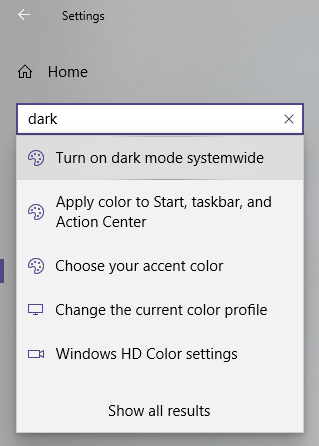 Settings
Home
dark
Turn on dark mode systemwide
Apply color to Start, taskbar, and
Action Center
Choose your accent color
Change the current color profile
Windows HD Color settings
Show all results